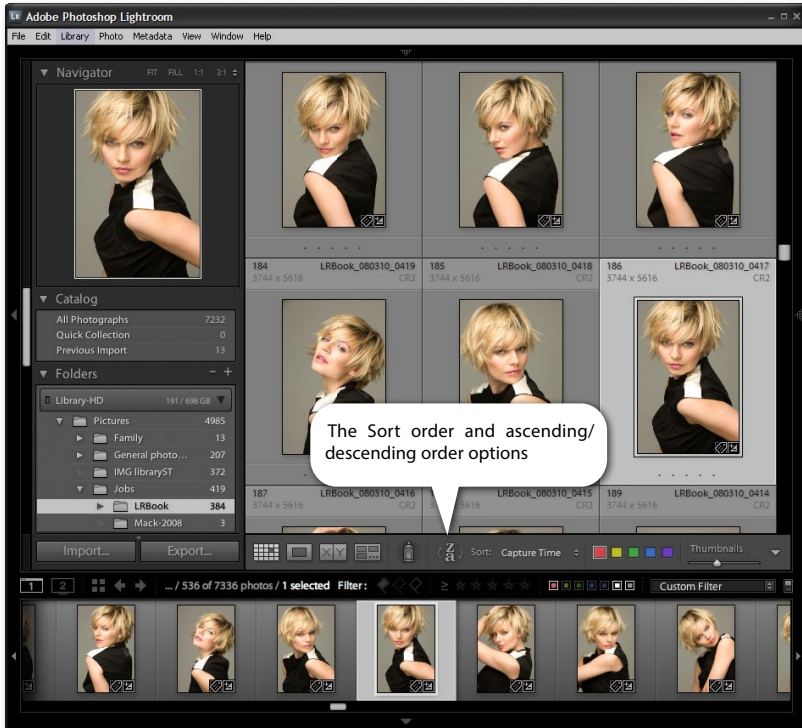 LR Adobe Photoshop Lightroom
File Edit Library Photo Metadata View Window Help
Navigator FIT FILL 1:1 3:1
184 LRBook_080310_0419
3744 x 5616 CR2
185 LRBook_080310_0418
3744 x 5616 CR2
186 LRBook_080310_0417
3744 x 5616 CR2
Catalog
All Photographs 7232
Quick Collection 0
Previous Import 13
Folders − +
Library-HD 191 / 698 GB
Pictures 4985
Family 13
General photo... 207
IMG libraryST 372
Jobs 419
LRBook 384
Mack-2008 3
The Sort order and ascending/
descending order options
187 LRBook_080310_0416
3744 x 5616 CR2
LRBook_080310_0415
5616 CR2
189 LRBook_080310_0414
3744 x 5616 CR2
Import... Export...
X Y Z a Sort: Capture Time Thumbnails
1 2 ... / 536 of 7336 photos / 1 selected Filter: ≥ Custom Filter